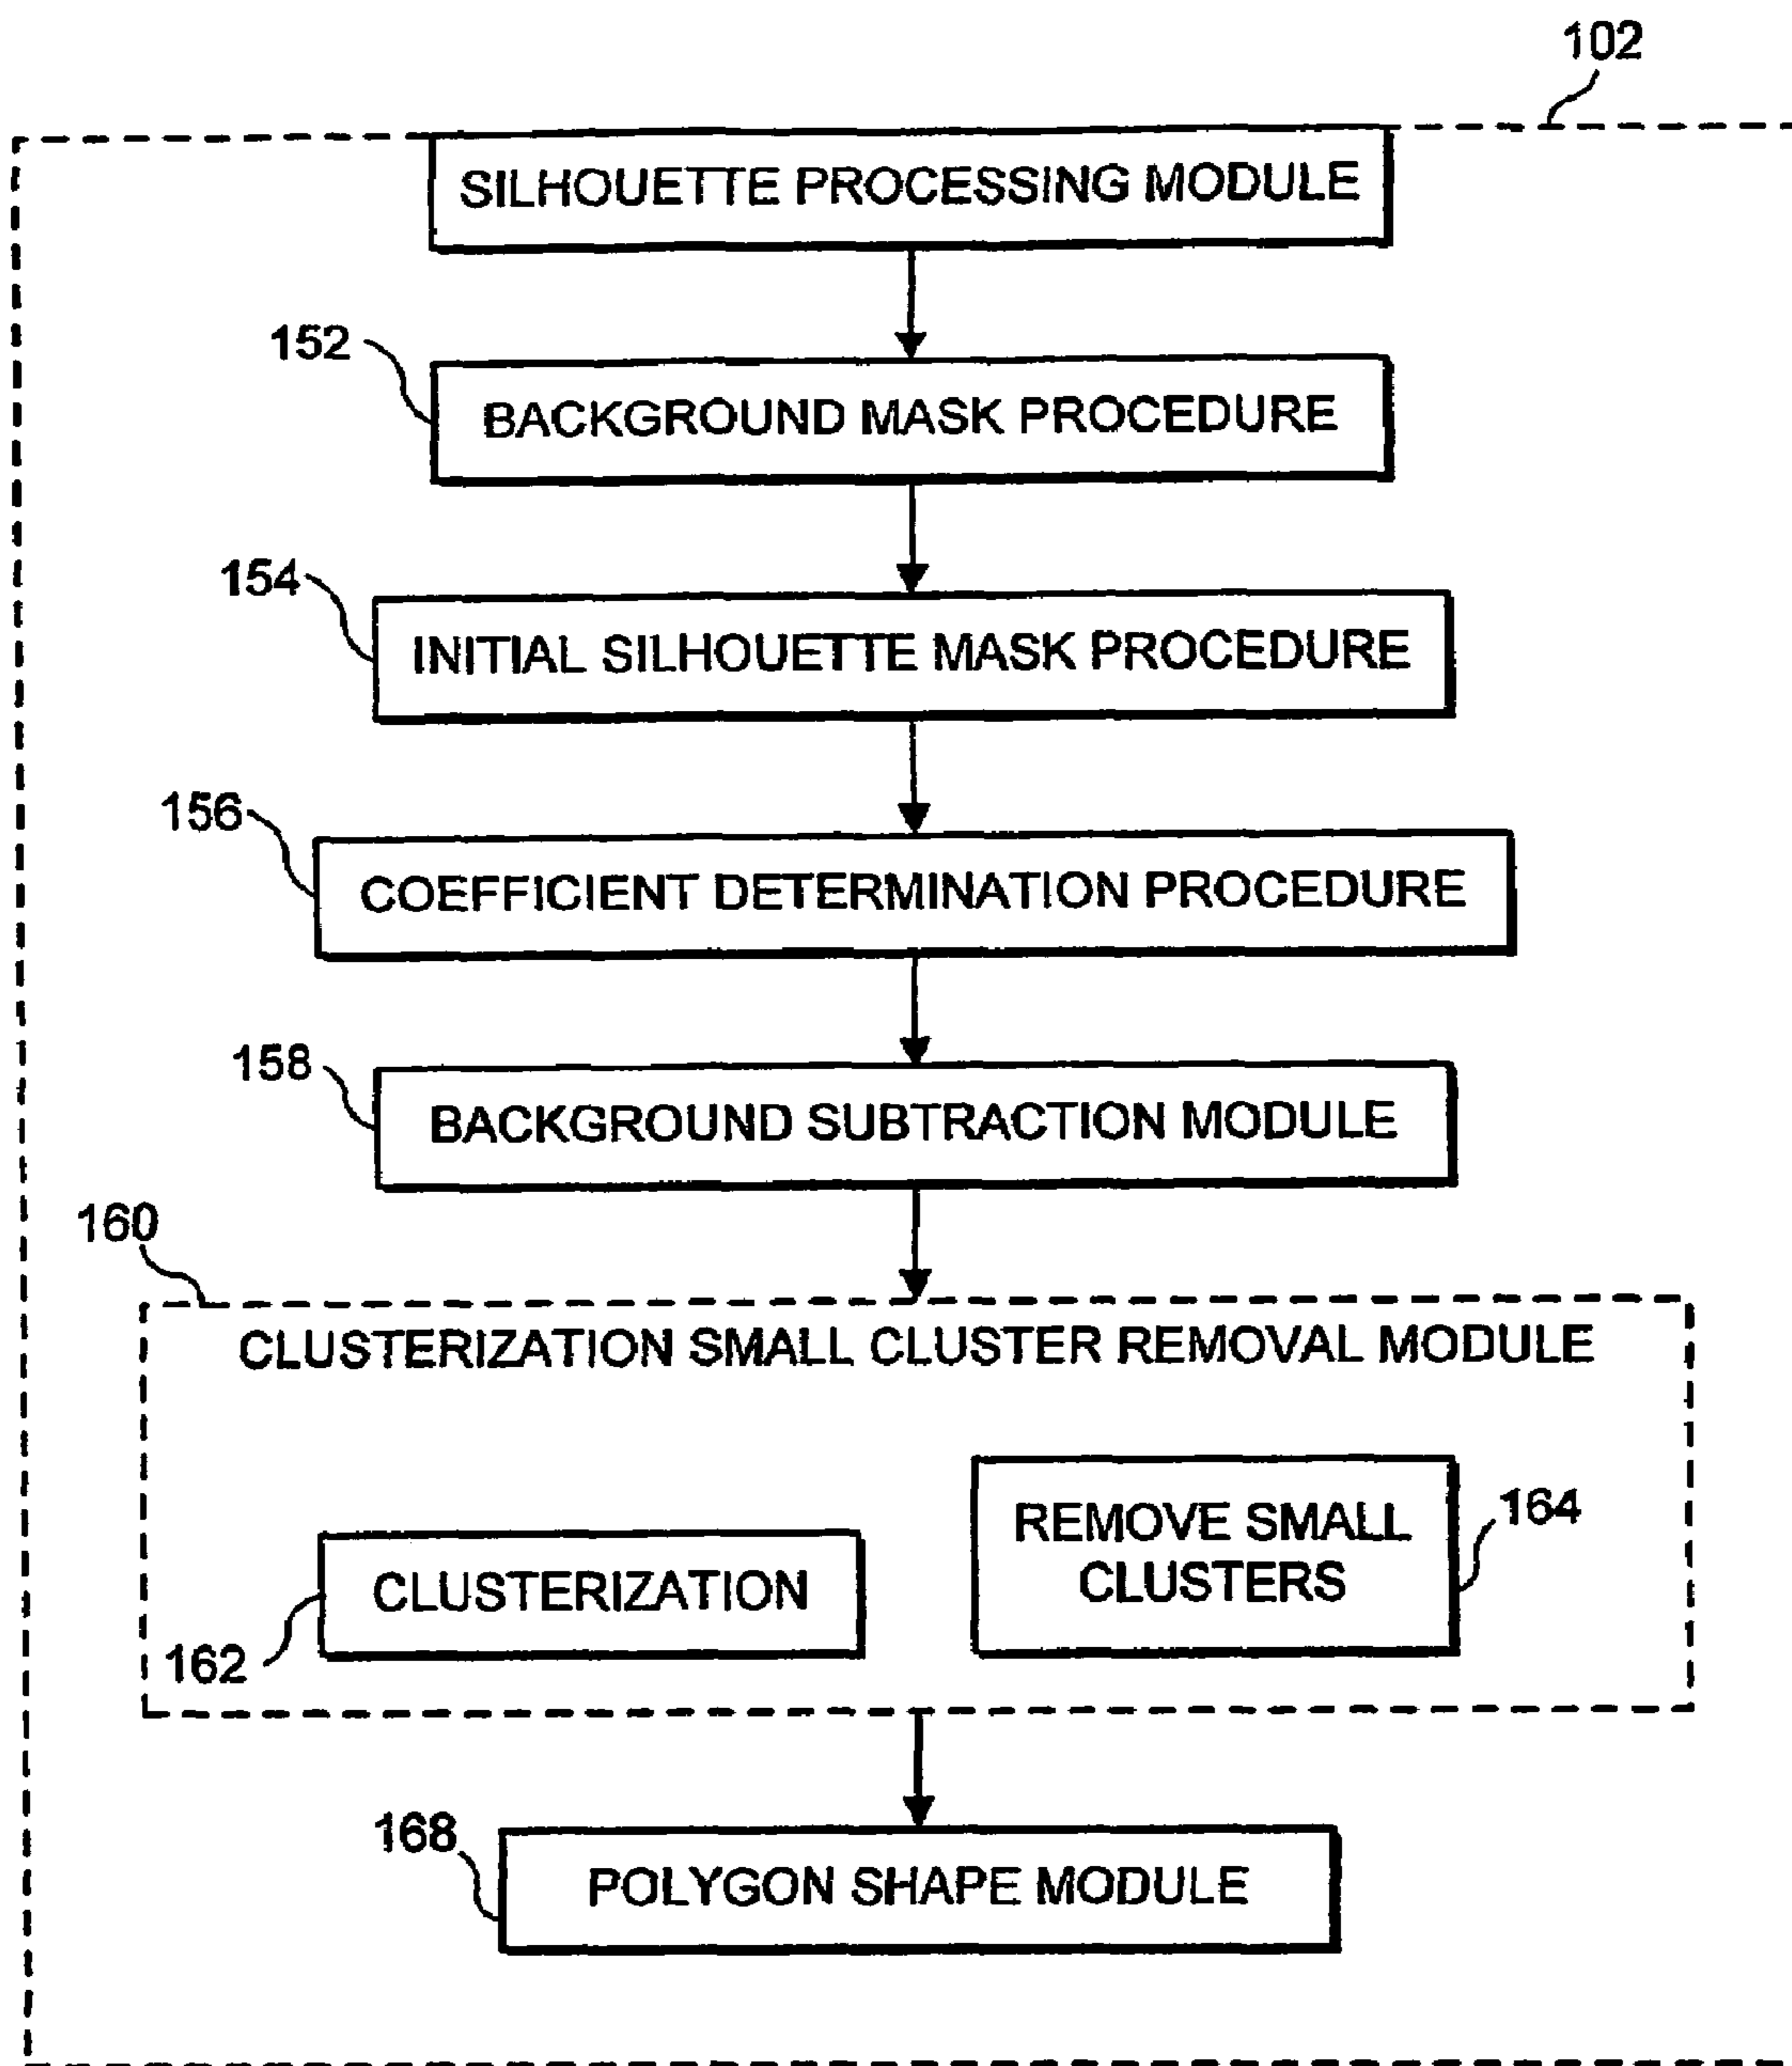 102
SILHOUETTE PROCESSING MODULE
152
BACKGROUND MASK PROCEDURE
154
INITIAL SILHOUETTE MASK PROCEDURE
156
COEFFICIENT DETERMINATION PROCEDURE
158
BACKGROUND SUBTRACTION MODULE
160
CLUSTERIZATION SMALL CLUSTER REMOVAL MODULE
REMOVE SMALL
CLUSTERS
164
CLUSTERIZATION
162
168
POLYGON SHAPE MODULE